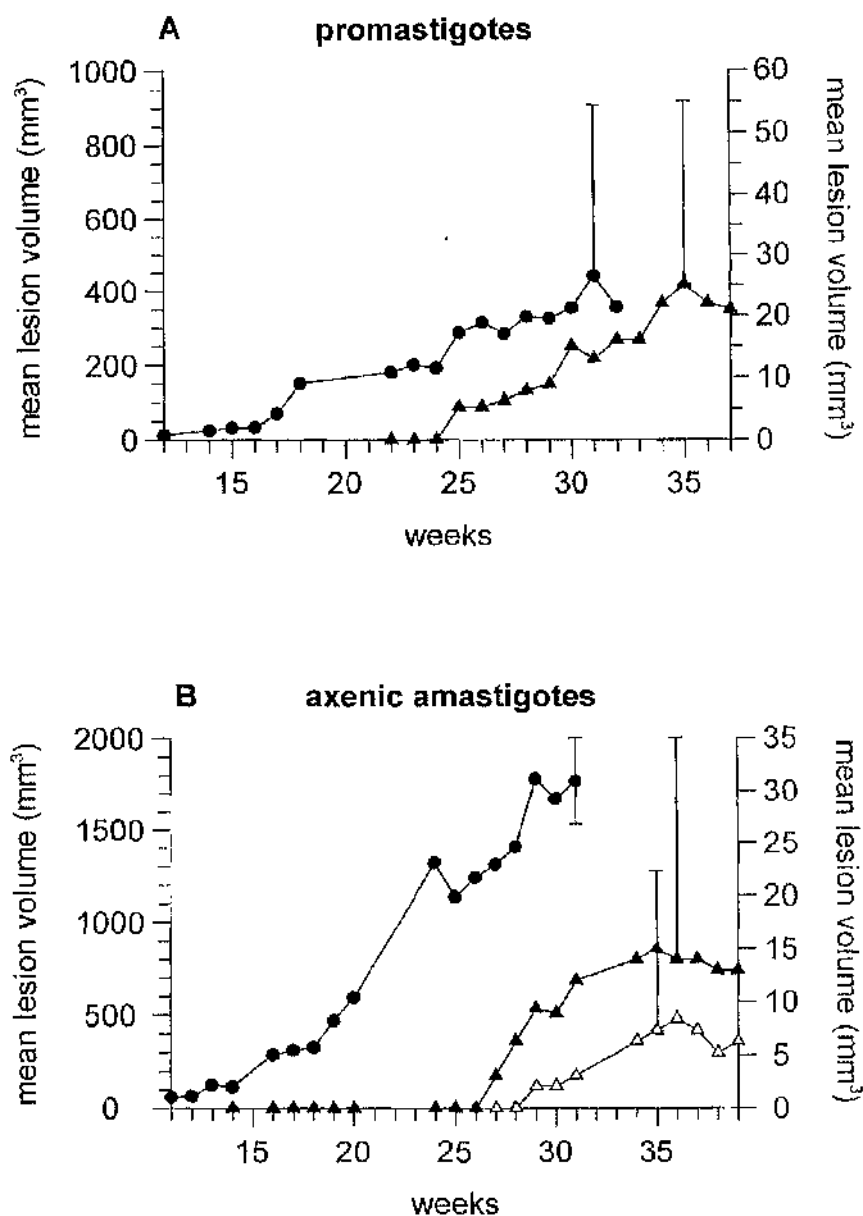 A promastigotes
mean lesion volume (mm³)
1000
800
600
400
200
0
60
50
40
30
20
10
0
mean lesion volume (mm³)
15 20 25 30 35
weeks
B axenic amastigotes
mean lesion volume (mm³)
2000
1500
1000
500
0
35
30
25
20
15
10
5
0
mean lesion volume (mm³)
15 20 25 30 35
weeks